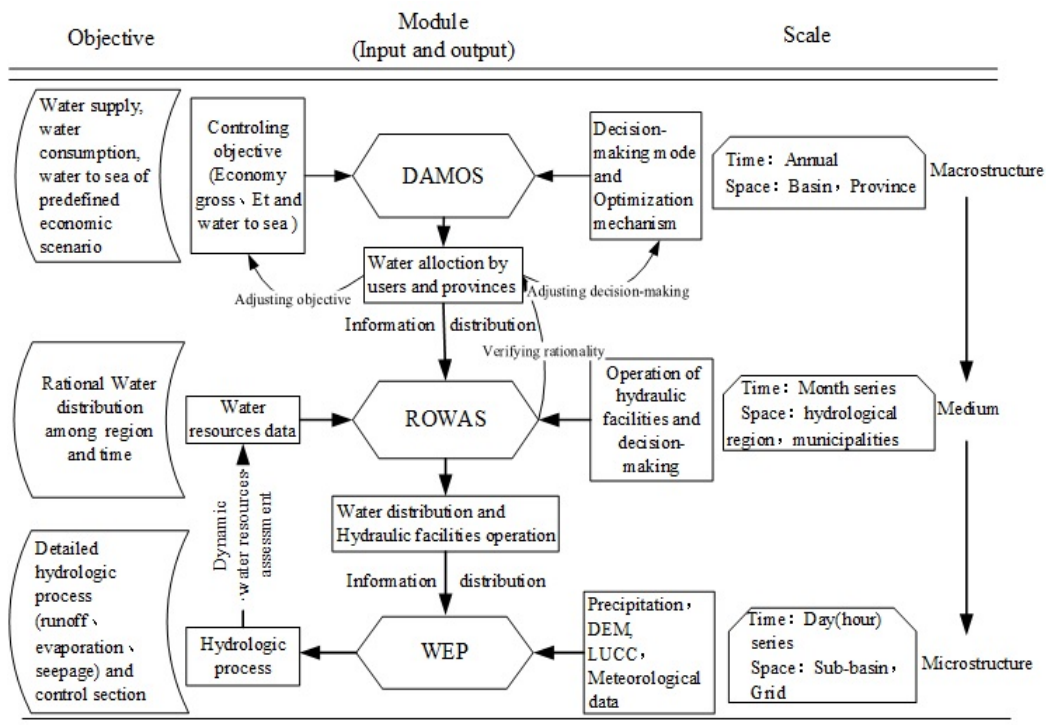 Objective
Module
(Input and output)
Scale
Water supply,
water
consumption,
water to sea of
predefined
economic
scenario
Controling
objective
(Economy
gross、Et and
water to sea )
DAMOS
Decision-
making mode
and
Optimization
mechanism
Time：Annual
Space：Basin，Province
Macrostructure
Water alloction by
users and provinces
Adjusting objective
Adjusting decision-making
Information distribution
Verifying rationality
Rational Water
distribution
among region
and time
Water
resources data
ROWAS
Operation of
hydraulic
facilities and
decision-
making
Time：Month series
Space：hydrological
region，municipalities
Medium
Dynamic
water resources
assessment
Water distribution and
Hydraulic facilities operation
Information distribution
Detailed
hydrologic
process
(runoff、
evaporation、
seepage) and
control section
Hydrologic
process
WEP
Precipitation，
DEM,
LUCC，
Meteorological
data
Time：Day(hour)
series
Space：Sub-basin，
Grid
Microstructure